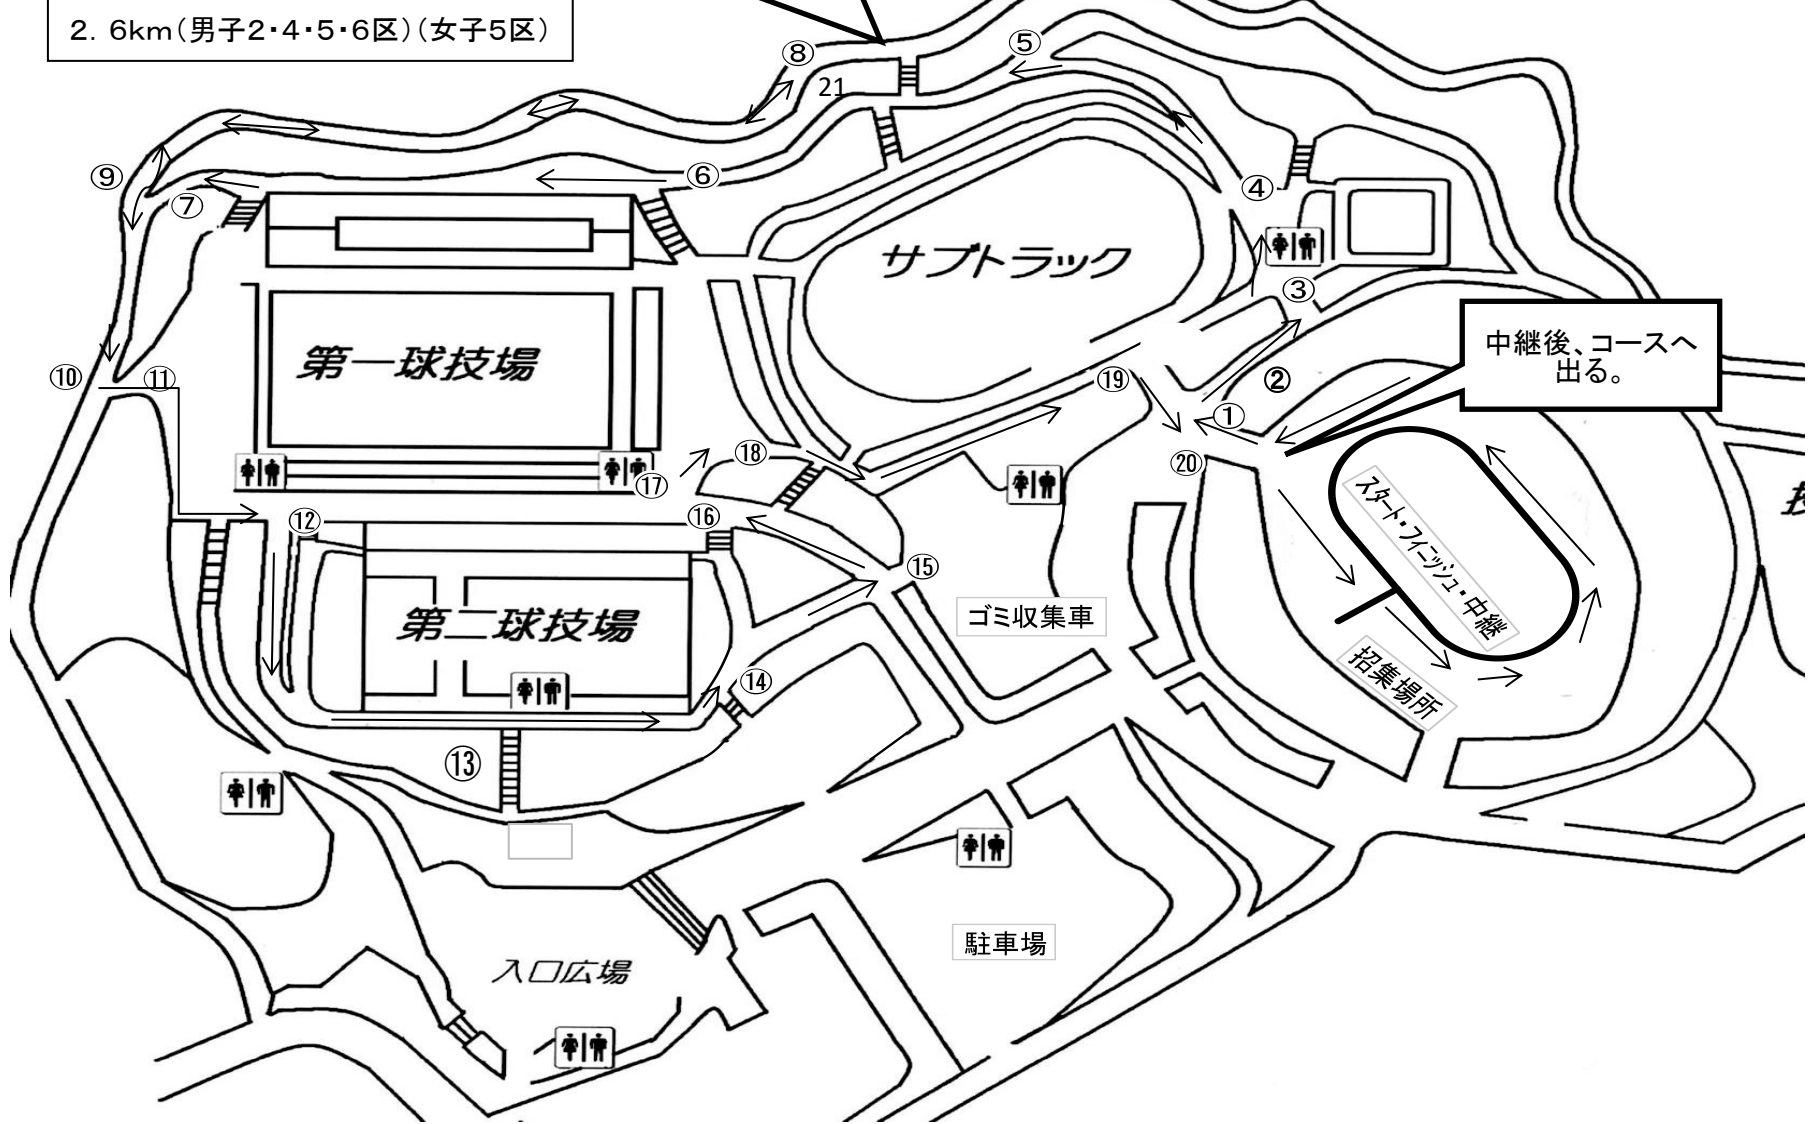 2．6km(男子2・4・5・6区)(女子5区)
⑧
⑤
21
⑨
⑥
⑦
④
サブトラック
③
中継後、コースへ
出る。
第一球技場
⑩
⑪
⑲
②
①
⑱
⑳
⑰
スタート・フィニッシュ・中継
⑫
⑯
⑮
ゴミ収集車
第二球技場
招集場所
⑭
⑬
駐車場
入口広場